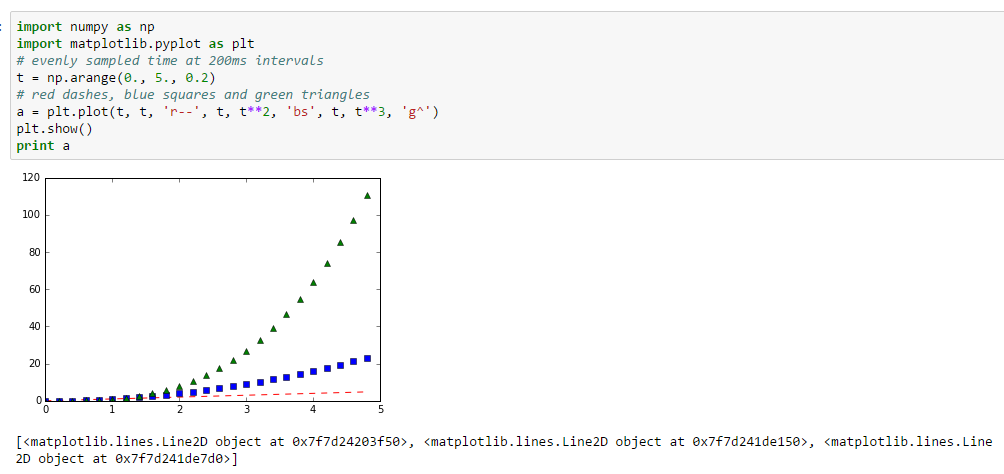 import numpy as np
import matplotlib.pyplot as plt
# evenly sampled time at 200ms intervals
t = np.arange(0., 5., 0.2)
# red dashes, blue squares and green triangles
a = plt.plot(t, t, 'r--', t, t**2, 'bs', t, t**3, 'g^')
plt.show()
print a
120
100
80
60
40
20
0
0 1 2 3 4 5
[<matplotlib.lines.Line2D object at 0x7f7d24203f50>, <matplotlib.lines.Line2D object at 0x7f7d241de150>, <matplotlib.lines.Line
2D object at 0x7f7d241de7d0>]